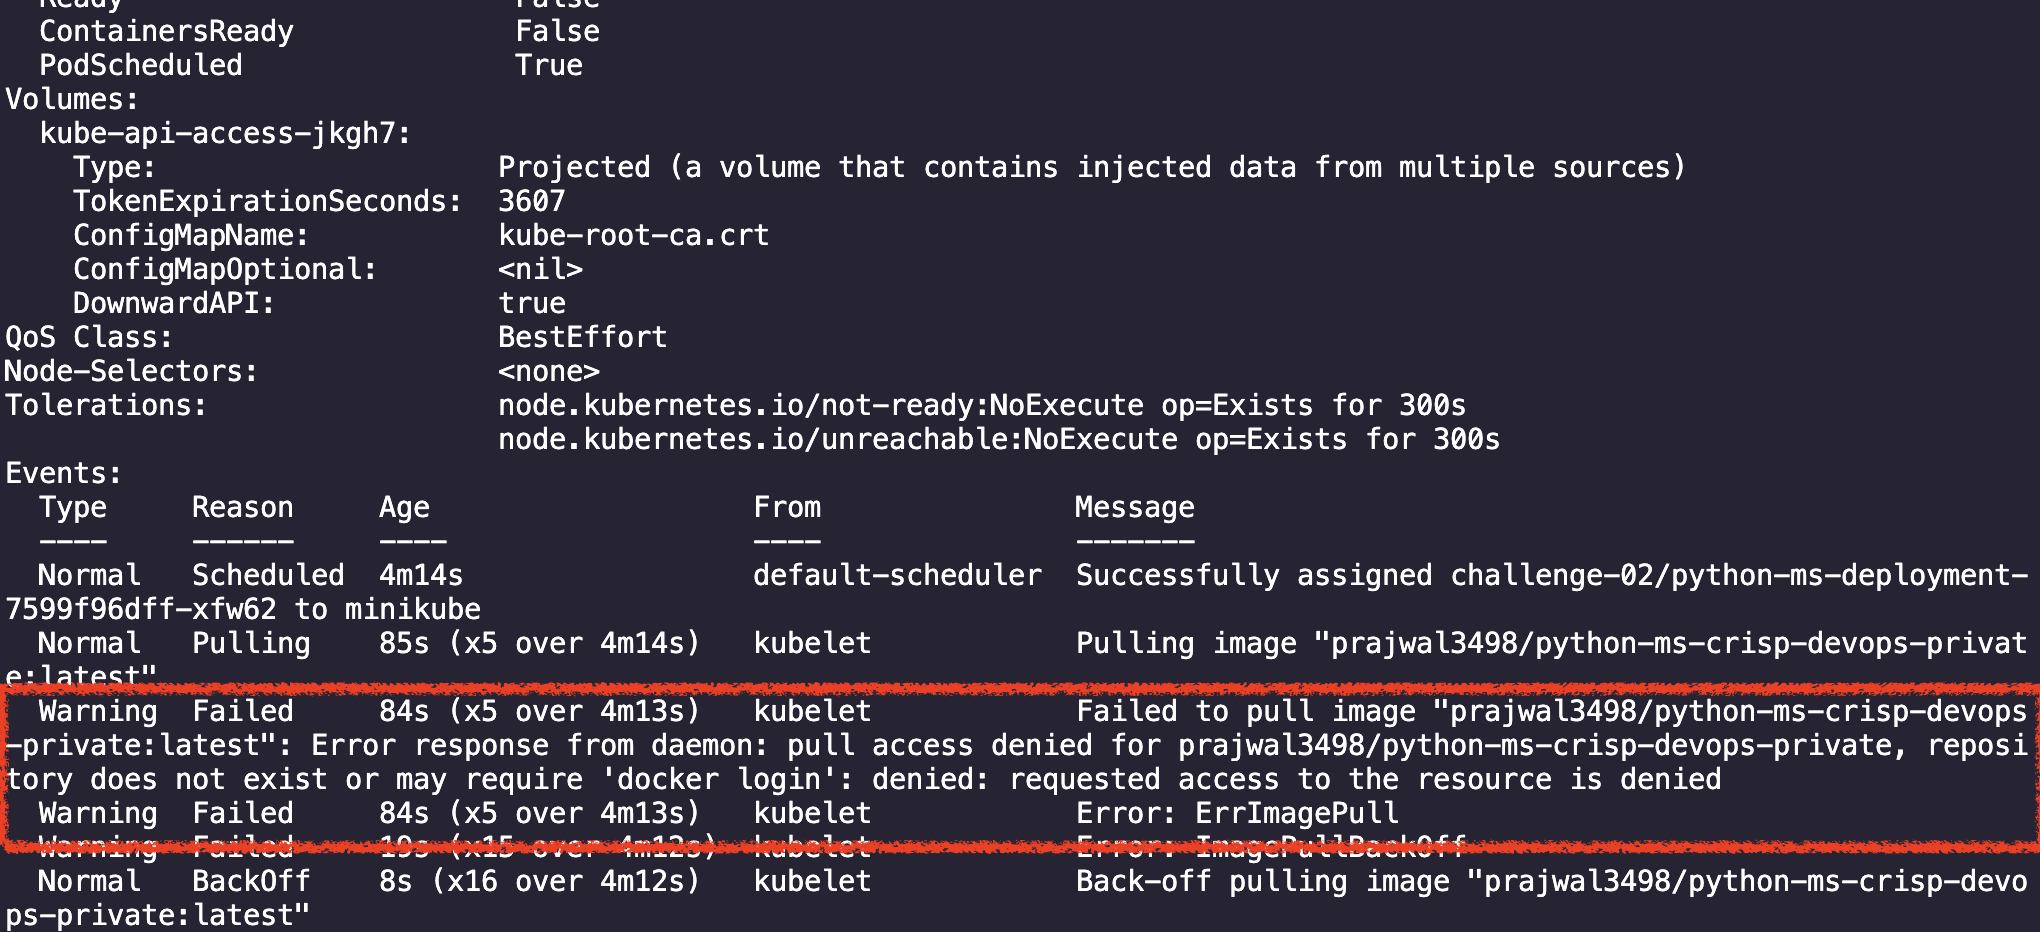 Ready                        False
  ContainersReady             False
  PodScheduled                True
Volumes:
  kube-api-access-jkgh7:
    Type:                    Projected (a volume that contains injected data from multiple sources)
    TokenExpirationSeconds:  3607
    ConfigMapName:           kube-root-ca.crt
    ConfigMapOptional:       <nil>
    DownwardAPI:             true
QoS Class:                   BestEffort
Node-Selectors:              <none>
Tolerations:                 node.kubernetes.io/not-ready:NoExecute op=Exists for 300s
                             node.kubernetes.io/unreachable:NoExecute op=Exists for 300s
Events:
  Type     Reason     Age                   From               Message
  ----     ------     ----                  ----               -------
  Normal   Scheduled  4m14s                 default-scheduler  Successfully assigned challenge-02/python-ms-deployment-
7599f96dff-xfw62 to minikube
  Normal   Pulling    85s (x5 over 4m14s)   kubelet            Pulling image "prajwal3498/python-ms-crisp-devops-privat
e:latest"
  Warning  Failed     84s (x5 over 4m13s)   kubelet            Failed to pull image "prajwal3498/python-ms-crisp-devops
-private:latest": Error response from daemon: pull access denied for prajwal3498/python-ms-crisp-devops-private, reposi
tory does not exist or may require 'docker login': denied: requested access to the resource is denied
  Warning  Failed     84s (x5 over 4m13s)   kubelet            Error: ErrImagePull
  Warning  Failed     19s (x15 over 4m12s)  kubelet            Error: ImagePullBackOff
  Normal   BackOff    8s (x16 over 4m12s)   kubelet            Back-off pulling image "prajwal3498/python-ms-crisp-devo
ps-private:latest"